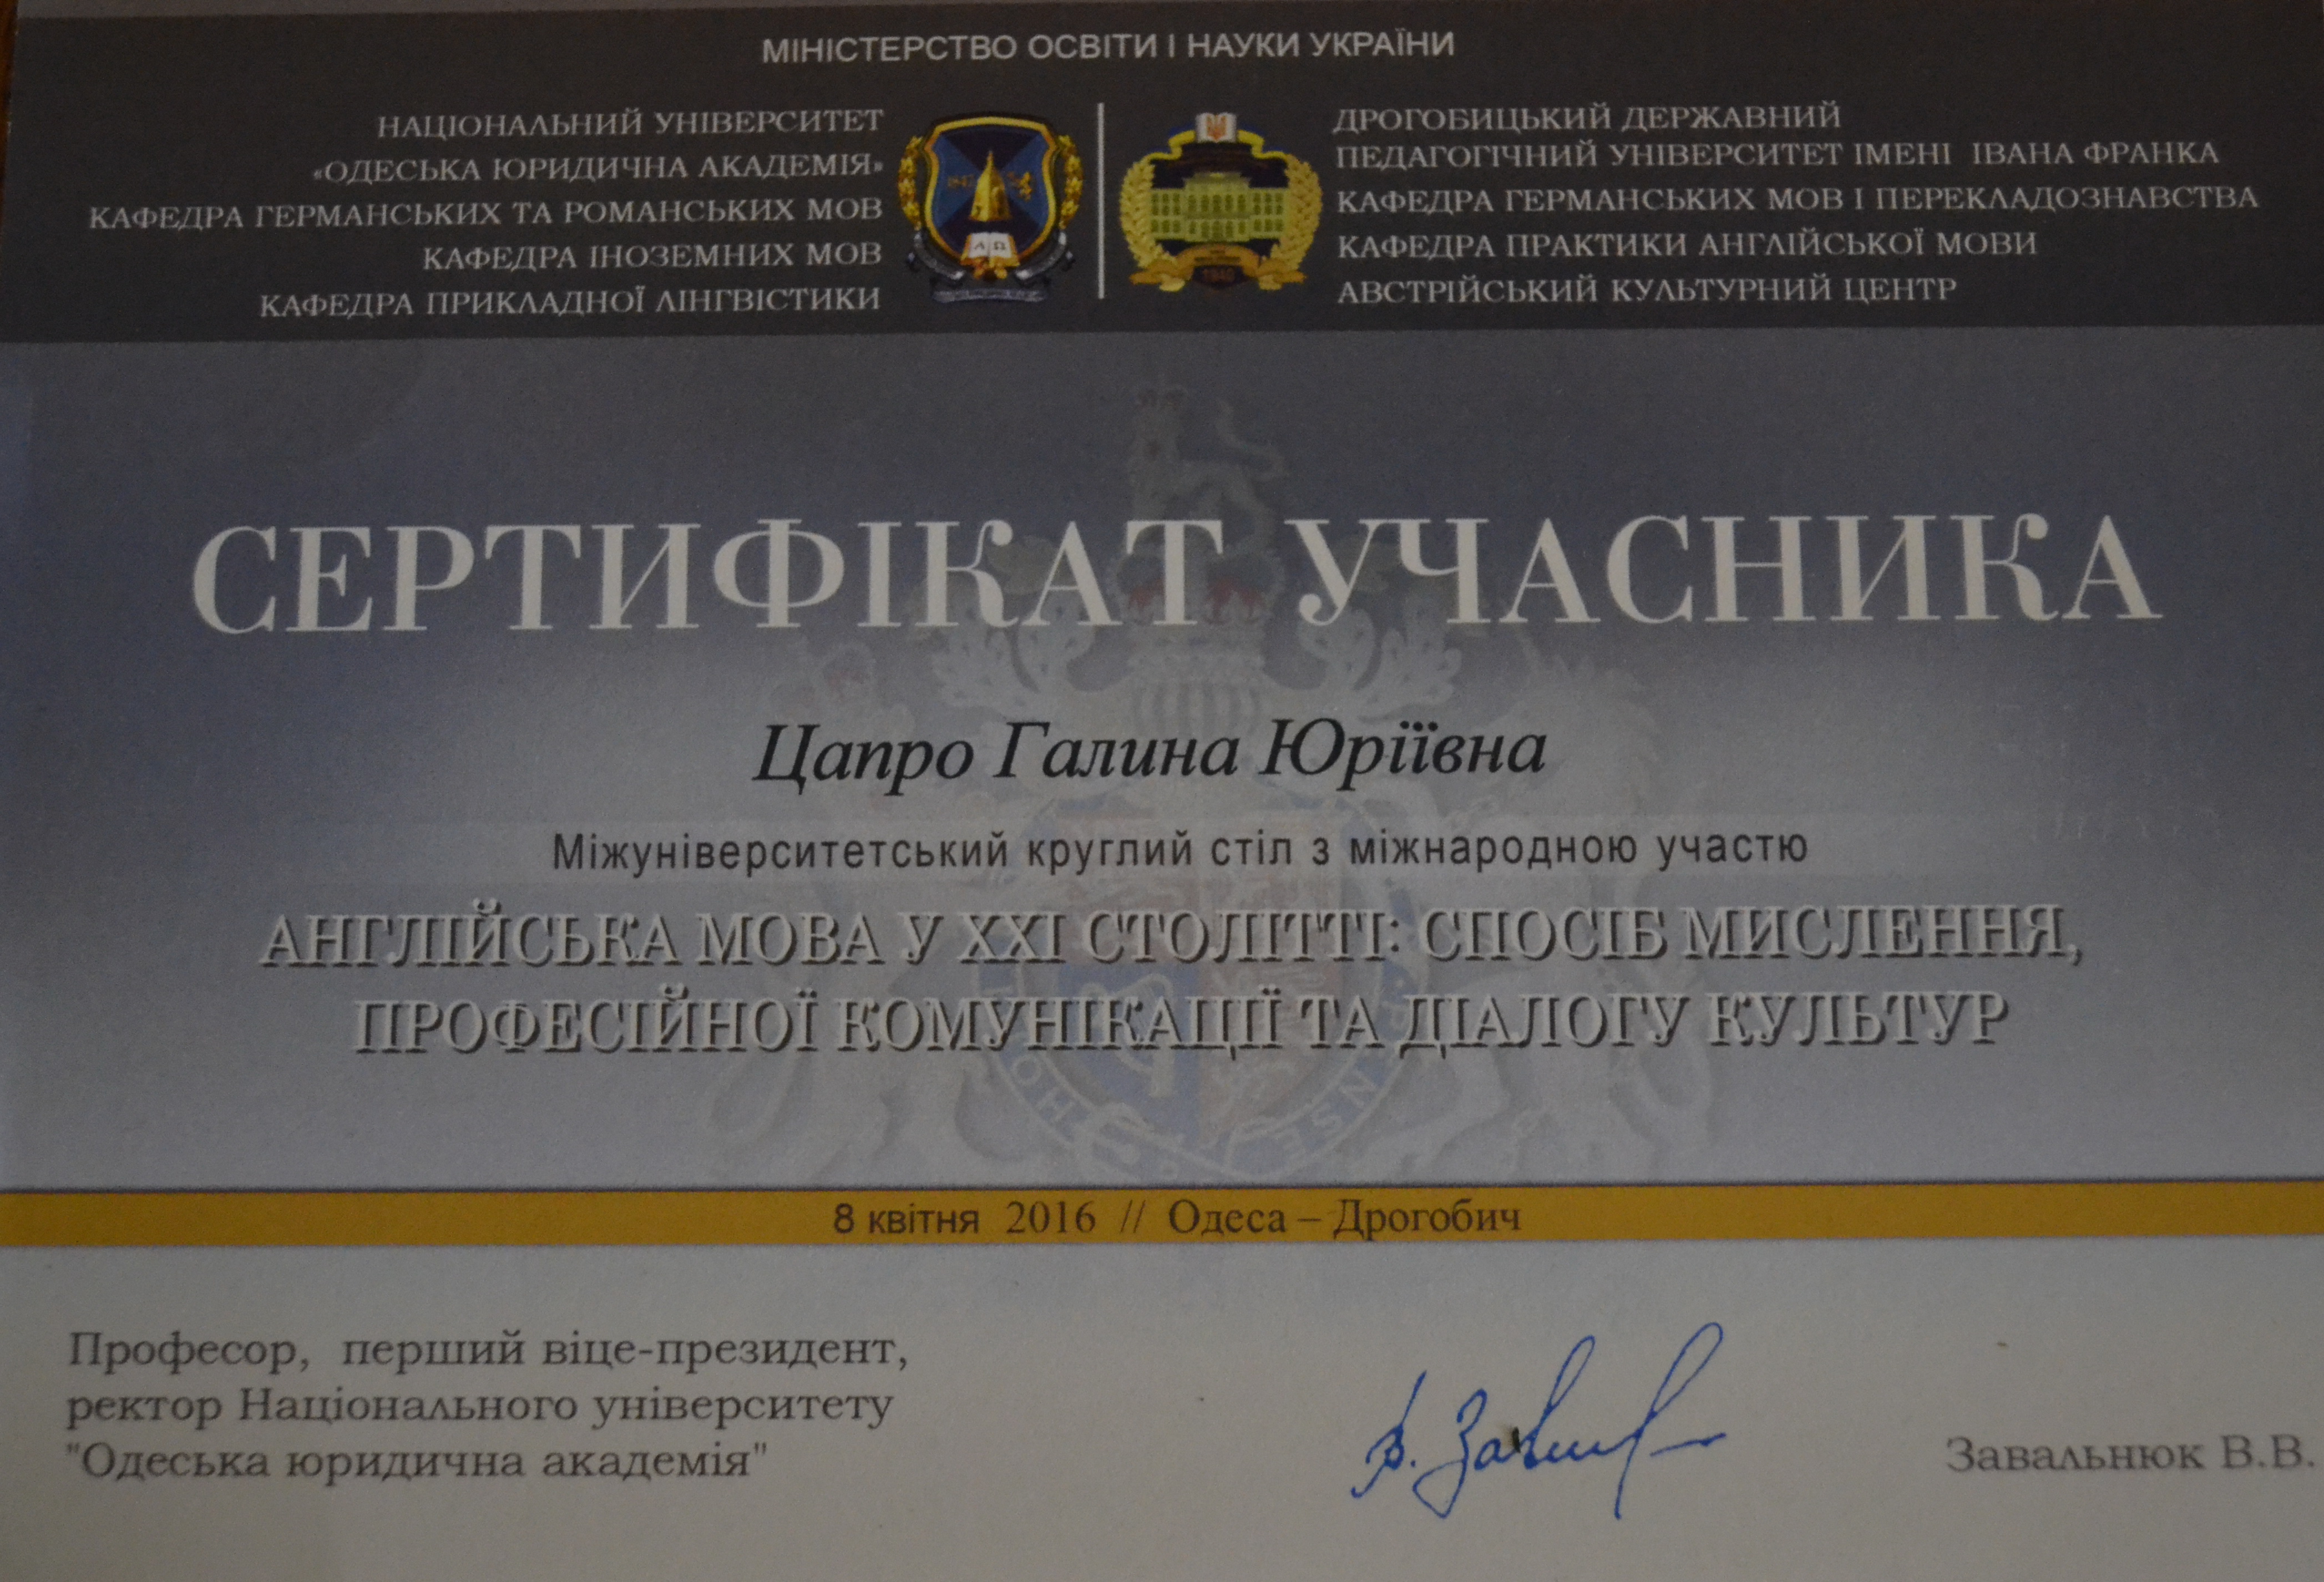 МІНІСТЕРСТВО ОСВІТИ І НАУКИ УКРАЇНИ
НАЦІОНАЛЬНИЙ УНІВЕРСИТЕТ
«ОДЕСЬКА ЮРИДИЧНА АКАДЕМІЯ»
КАФЕДРА ГЕРМАНСЬКИХ ТА РОМАНСЬКИХ МОВ
КАФЕДРА ІНОЗЕМНИХ МОВ
КАФЕДРА ПРИКЛАДНОЇ ЛІНГВІСТИКИ
1847
Α Ω
1940
ДРОГОБИЦЬКИЙ ДЕРЖАВНИЙ
ПЕДАГОГІЧНИЙ УНІВЕРСИТЕТ ІМЕНІ ІВАНА ФРАНКА
КАФЕДРА ГЕРМАНСЬКИХ МОВ І ПЕРЕКЛАДОЗНАВСТВА
КАФЕДРА ПРАКТИКИ АНГЛІЙСЬКОЇ МОВИ
АВСТРІЙСЬКИЙ КУЛЬТУРНИЙ ЦЕНТР
СЕРТИФІКАТ УЧАСНИКА
Цапро Галина Юріївна
Міжуніверситетський круглий стіл з міжнародною участю
АНГЛІЙСЬКА МОВА У ХХІ СТОЛІТТІ: СПОСІБ МИСЛЕННЯ,
ПРОФЕСІЙНОЇ КОМУНІКАЦІЇ ТА ДІАЛОГУ КУЛЬТУР
8 квітня 2016 // Одеса – Дрогобич
Професор, перший віце-президент,
ректор Національного університету
"Одеська юридична академія"
Завальнюк В.В.